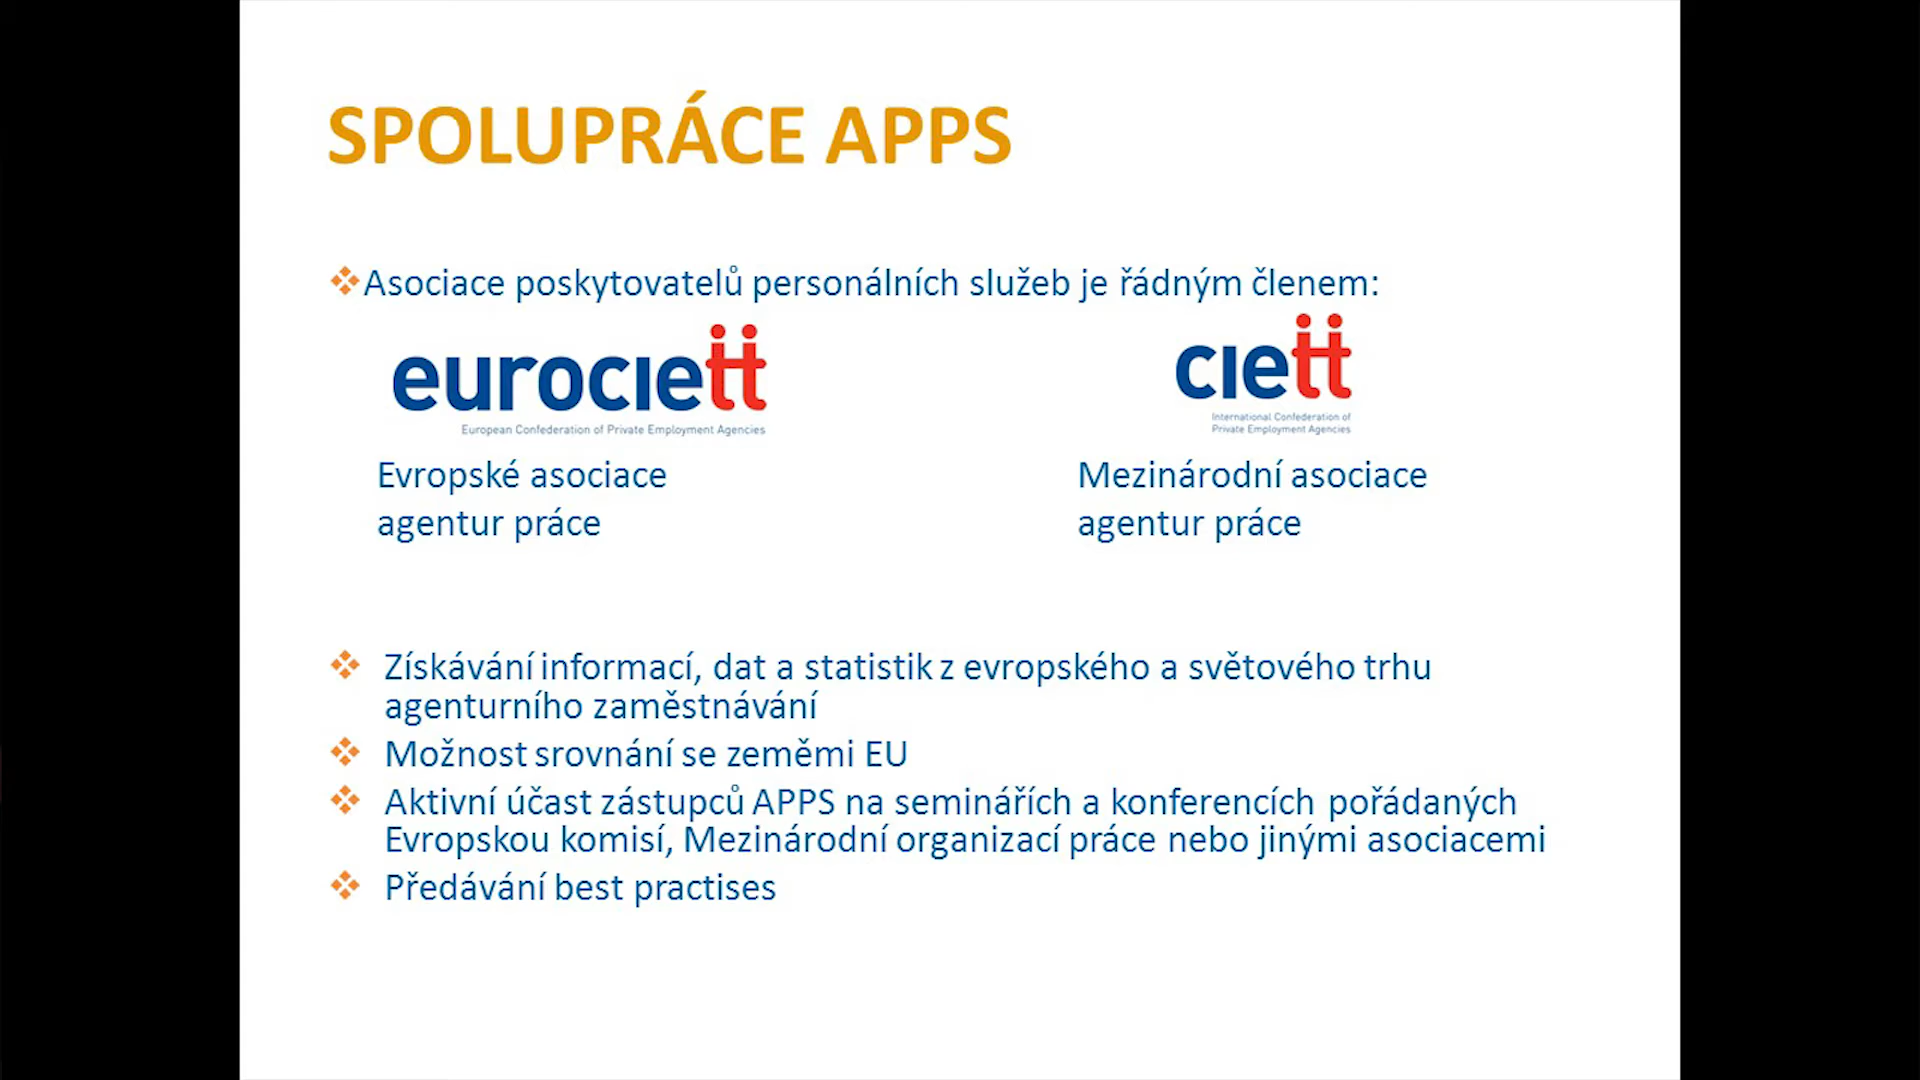 SPOLUPRÁCE APPS
Asociace poskytovatelů personálních služeb je řádným členem:
eurociett
European Confederation of Private Employment Agencies
ciett
International Confederation of
Private Employment Agencies
Evropské asociace
agentur práce
Mezinárodní asociace
agentur práce
Získávání informací, dat a statistik z evropského a světového trhu
agenturního zaměstnávání
Možnost srovnání se zeměmi EU
Aktivní účast zástupců APPS na seminářích a konferencích pořádaných
Evropskou komisí, Mezinárodní organizací práce nebo jinými asociacemi
Předávání best practises